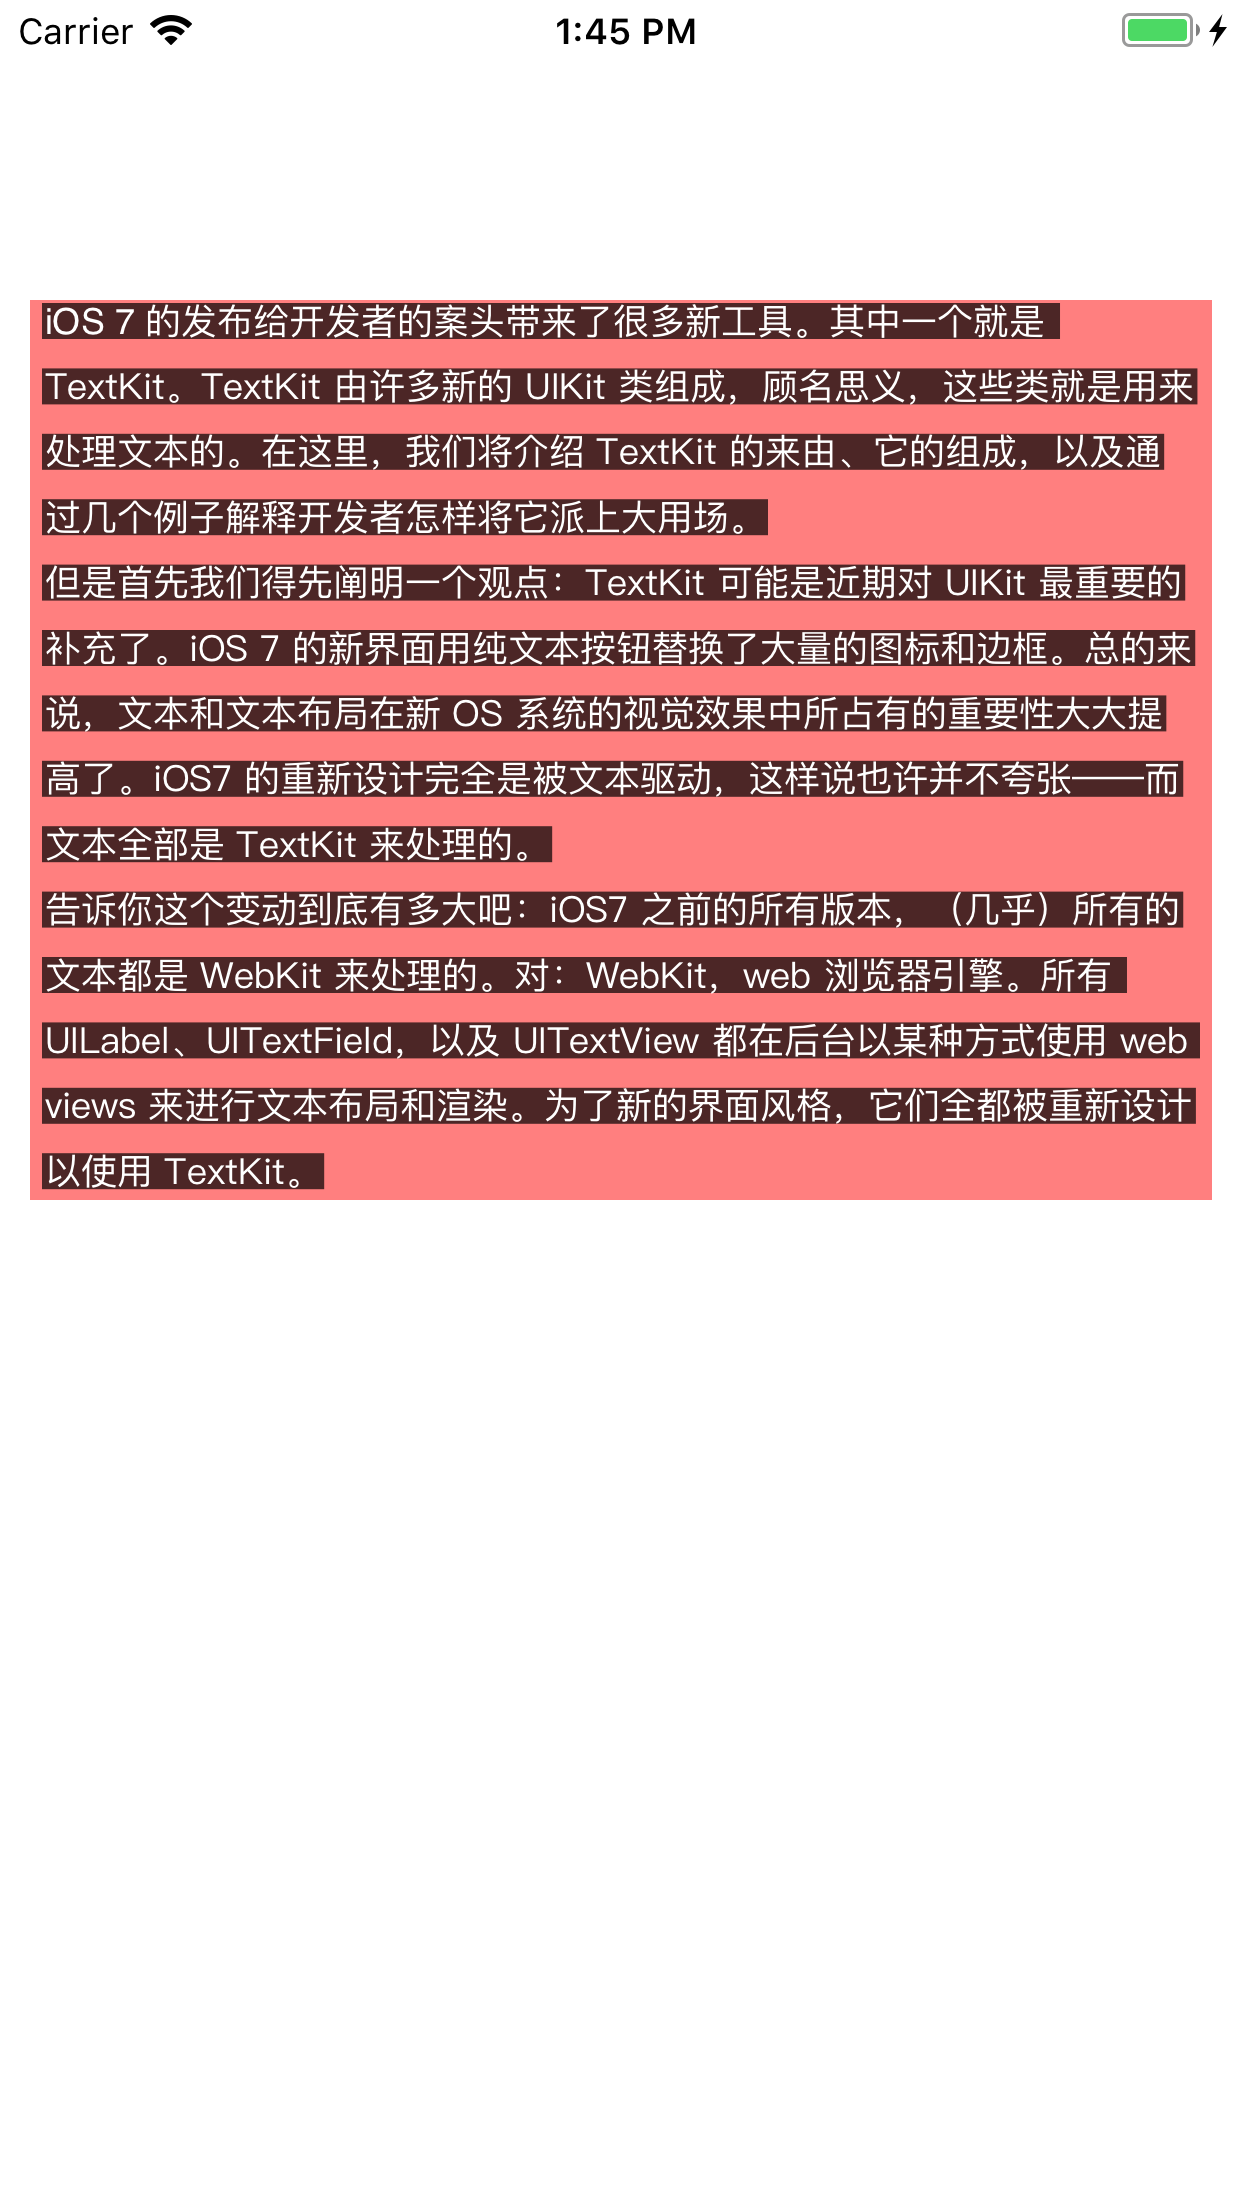 Carrier 1:45 PM
iOS 7 的发布给开发者的案头带来了很多新工具。其中一个就是
TextKit。TextKit 由许多新的 UIKit 类组成，顾名思义，这些类就是用来
处理文本的。在这里，我们将介绍 TextKit 的来由、它的组成，以及通
过几个例子解释开发者怎样将它派上大用场。
但是首先我们得先阐明一个观点：TextKit 可能是近期对 UIKit 最重要的
补充了。iOS 7 的新界面用纯文本按钮替换了大量的图标和边框。总的来
说，文本和文本布局在新 OS 系统的视觉效果中所占有的重要性大大提
高了。iOS7 的重新设计完全是被文本驱动，这样说也许并不夸张——而
文本全部是 TextKit 来处理的。
告诉你这个变动到底有多大吧：iOS7 之前的所有版本，（几乎）所有的
文本都是 WebKit 来处理的。对：WebKit，web 浏览器引擎。所有
UILabel、UITextField，以及 UITextView 都在后台以某种方式使用 web
views 来进行文本布局和渲染。为了新的界面风格，它们全都被重新设计
以使用 TextKit。